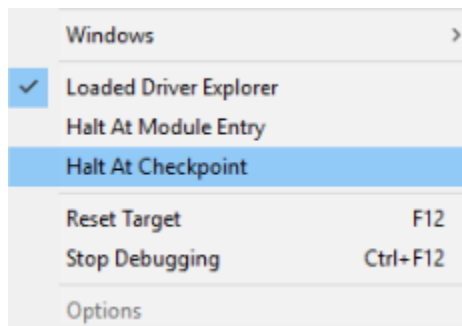 Windows
Loaded Driver Explorer
Halt At Module Entry
Halt At Checkpoint
Reset Target F12
Stop Debugging Ctrl+F12
Options